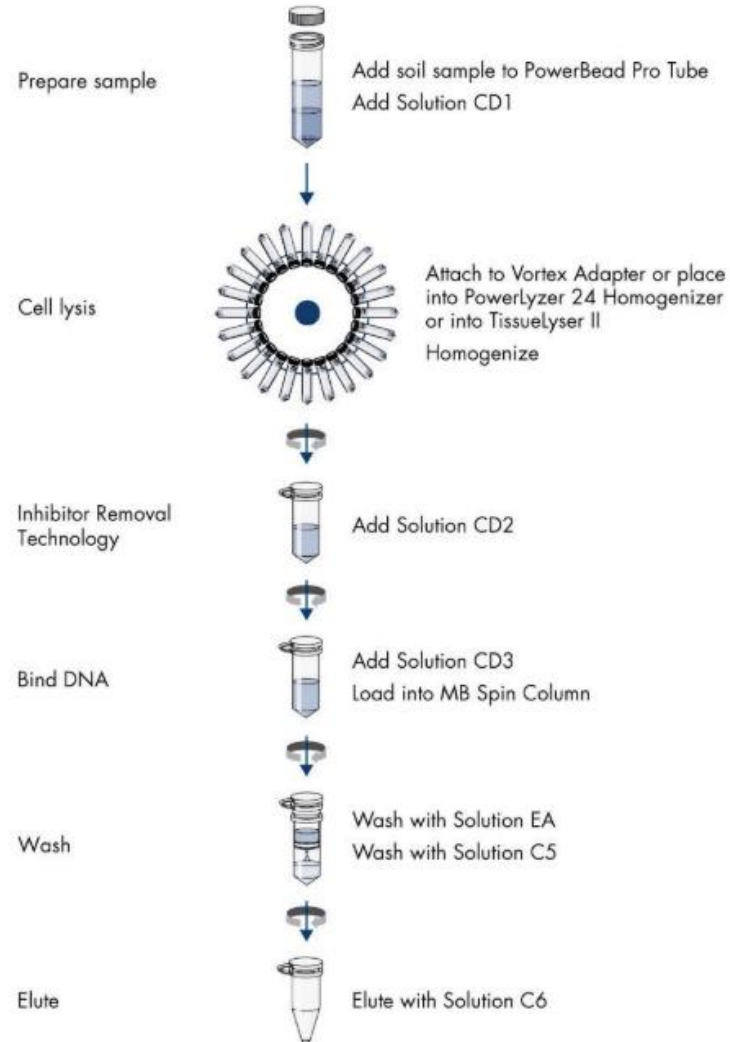 Prepare sample
Add soil sample to PowerBead Pro Tube
Add Solution CD1
Cell lysis
Attach to Vortex Adapter or place
into PowerLyzer 24 Homogenizer
or into TissueLyser II
Homogenize
Inhibitor Removal
Technology
Add Solution CD2
Bind DNA
Add Solution CD3
Load into MB Spin Column
Wash
Wash with Solution EA
Wash with Solution C5
Elute
Elute with Solution C6